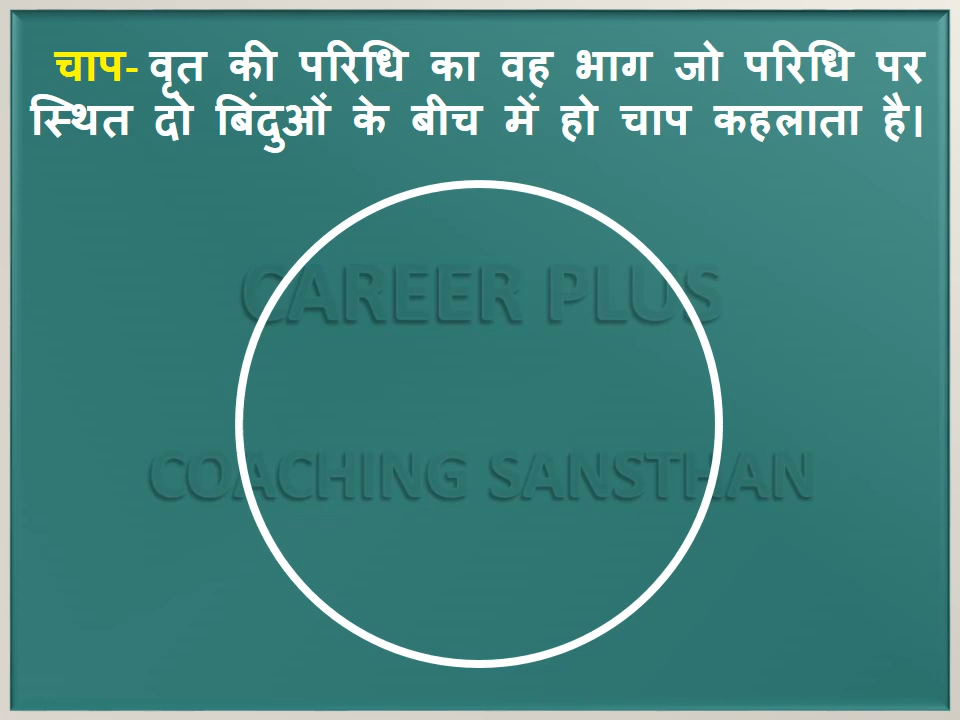 चाप- वृत की परिधि का वह भाग जो परिधि पर
स्थित दो बिंदुओं के बीच में हो चाप कहलाता है।
CAREER PLUS
COACHING SANSTHAN